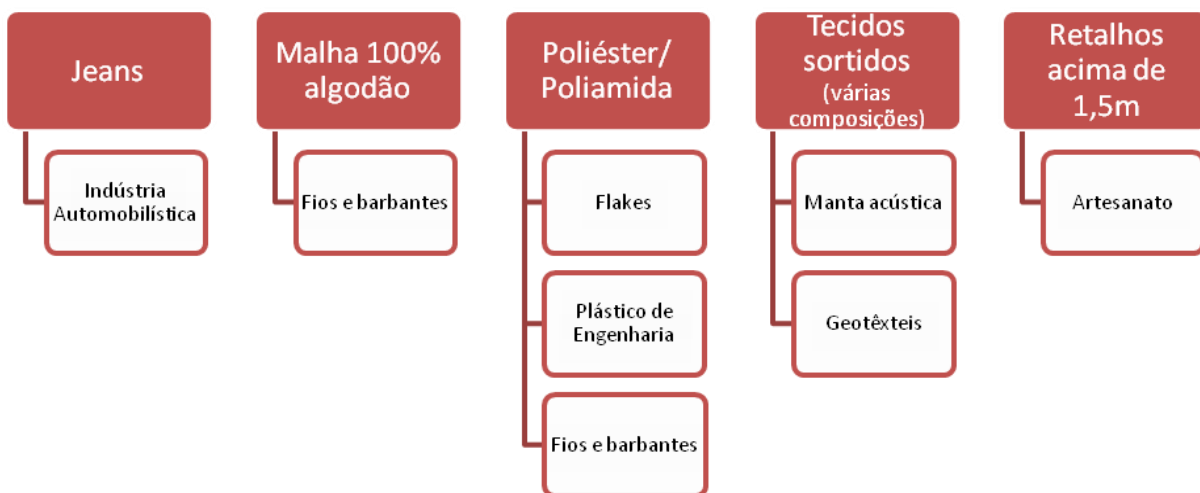 Jeans
Indústria
Automobilística
Malha 100%
algodão
Fios e barbantes
Poliéster/
Poliamida
Flakes
Plástico de
Engenharia
Fios e barbantes
Tecidos
sortidos
(várias
composições)
Manta acústica
Geotêxteis
Retalhos
acima de
1,5m
Artesanato